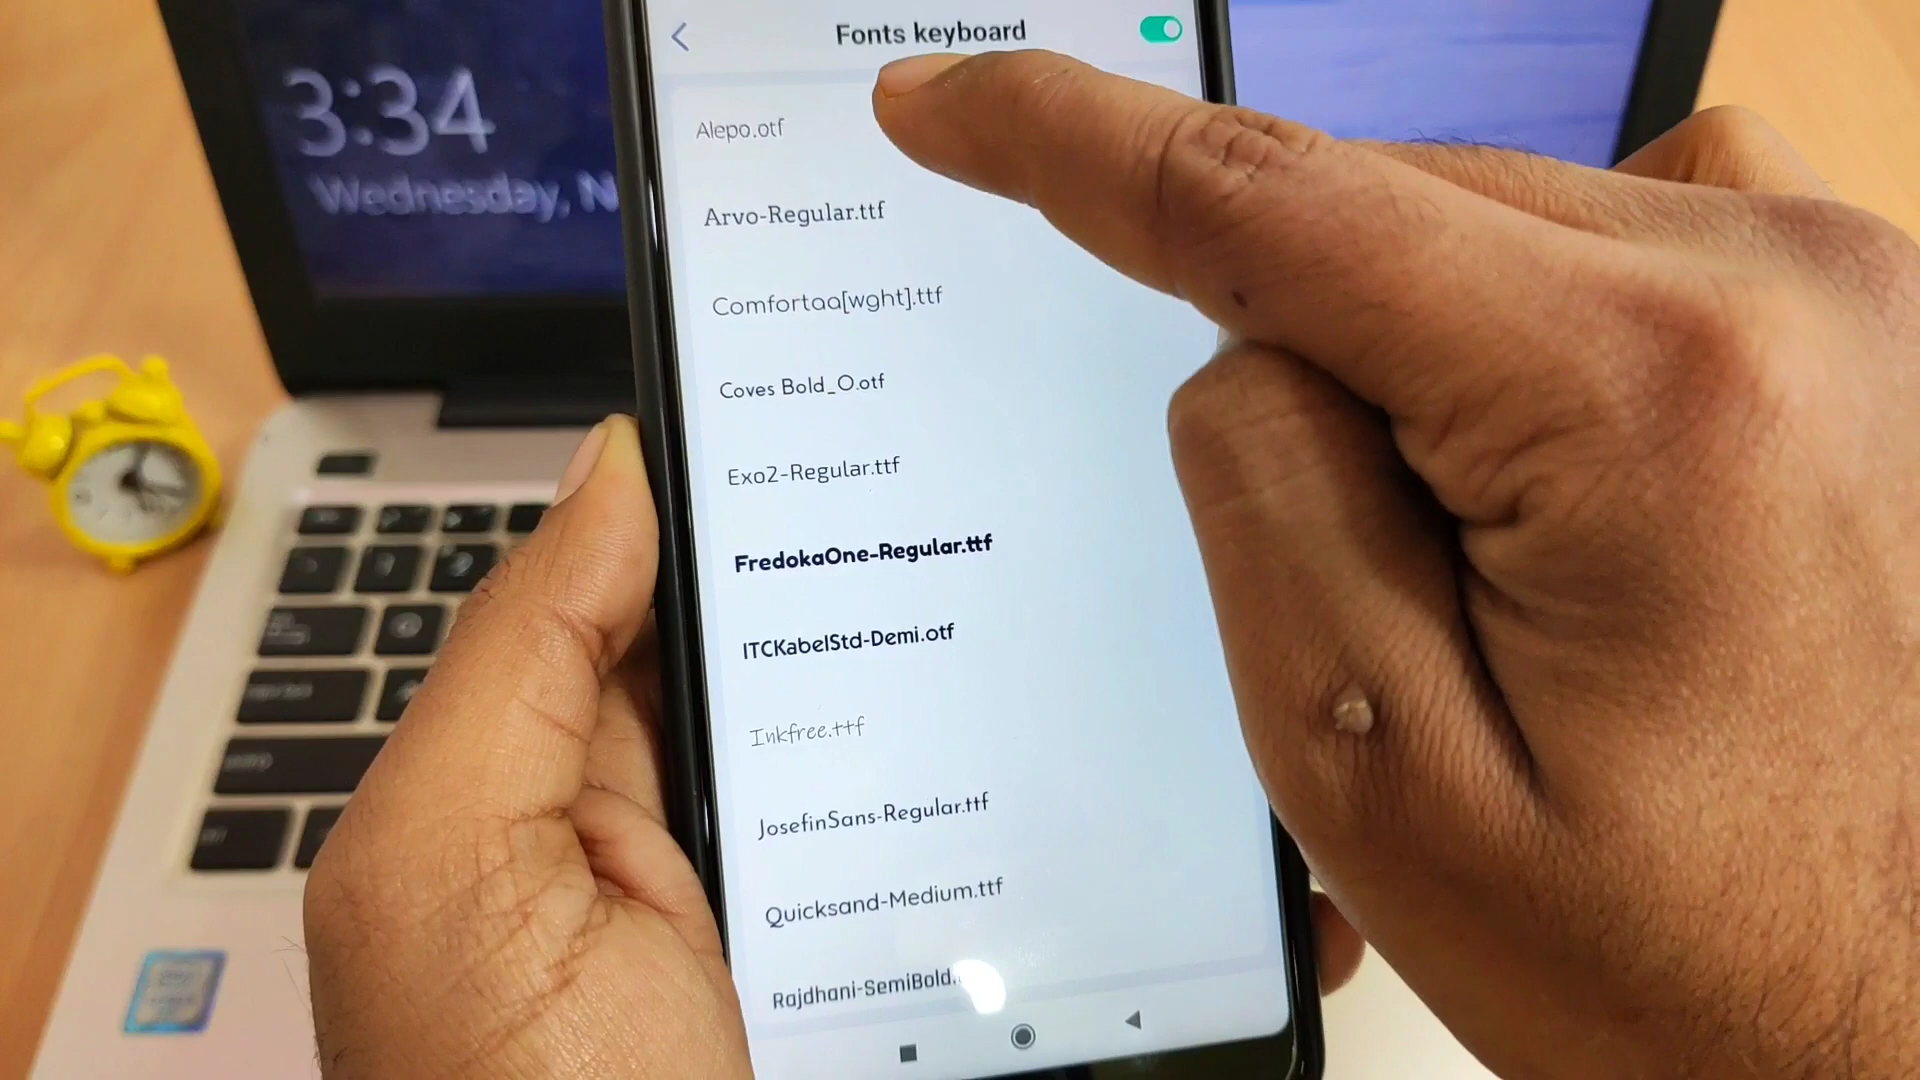 Fonts keyboard
3:34
Wednesday, N
Alepo.otf
Arvo-Regular.ttf
Comfortaa[wght].ttf
Coves Bold_O.otf
Exo2-Regular.ttf
FredokaOne-Regular.ttf
ITCKabelStd-Demi.otf
Inkfree.ttf
JosefinSans-Regular.ttf
Quicksand-Medium.ttf
Rajdhani-SemiBold.